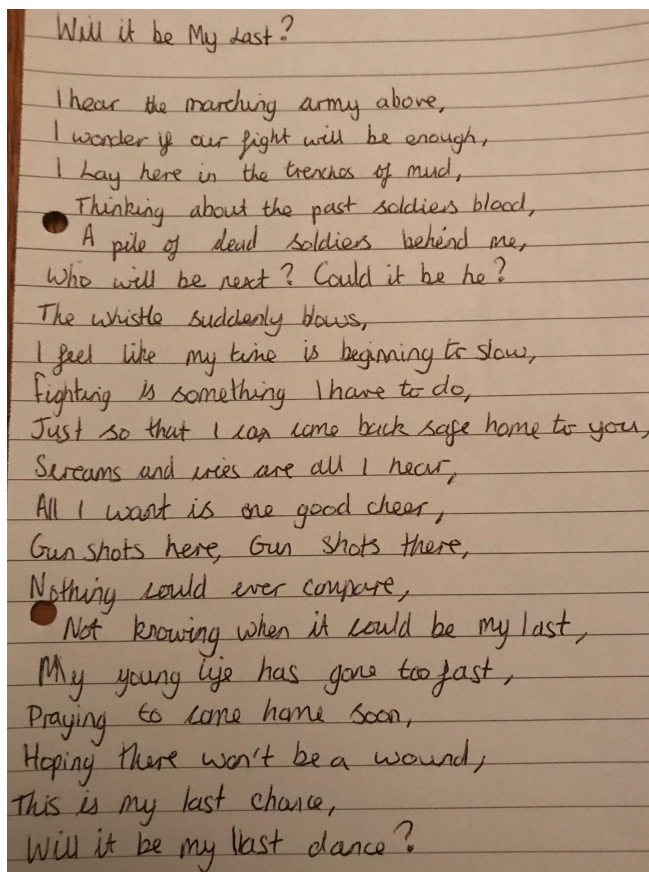 Will it be My Last?
I hear the marching army above,
I wonder if our fight will be enough,
I Lay here in the trenches of mud,
Thinking about the past soldiers blood,
A pile of dead soldiers behind me,
Who will be next? Could it be he?
The whistle suddenly blows,
I feel like my time is beginning to slow,
Fighting is something I have to do,
Just so that I can come back safe home to you,
Screams and cries are all I hear,
All I want is one good cheer,
Gun shots here, Gun shots there,
Nothing could ever compare,
Not knowing when it could be my last,
My young life has gone too fast,
Praying to come home soon,
Hoping there won't be a wound,
This is my last chance,
Will it be my last dance?